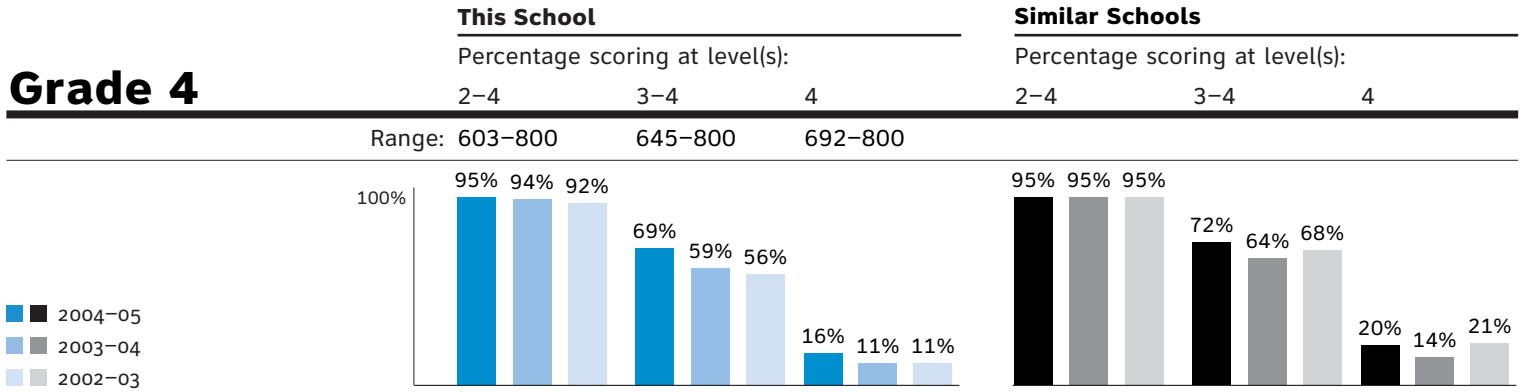 This School
Similar Schools
Percentage scoring at level(s):
Percentage scoring at level(s):
Grade 4
2–4 3–4 4
2–4 3–4 4
Range: 603–800 645–800 692–800
100%
95% 94% 92%
69% 59% 56%
16% 11% 11%
95% 95% 95%
72% 64% 68%
20% 14% 21%
2004–05
2003–04
2002–03